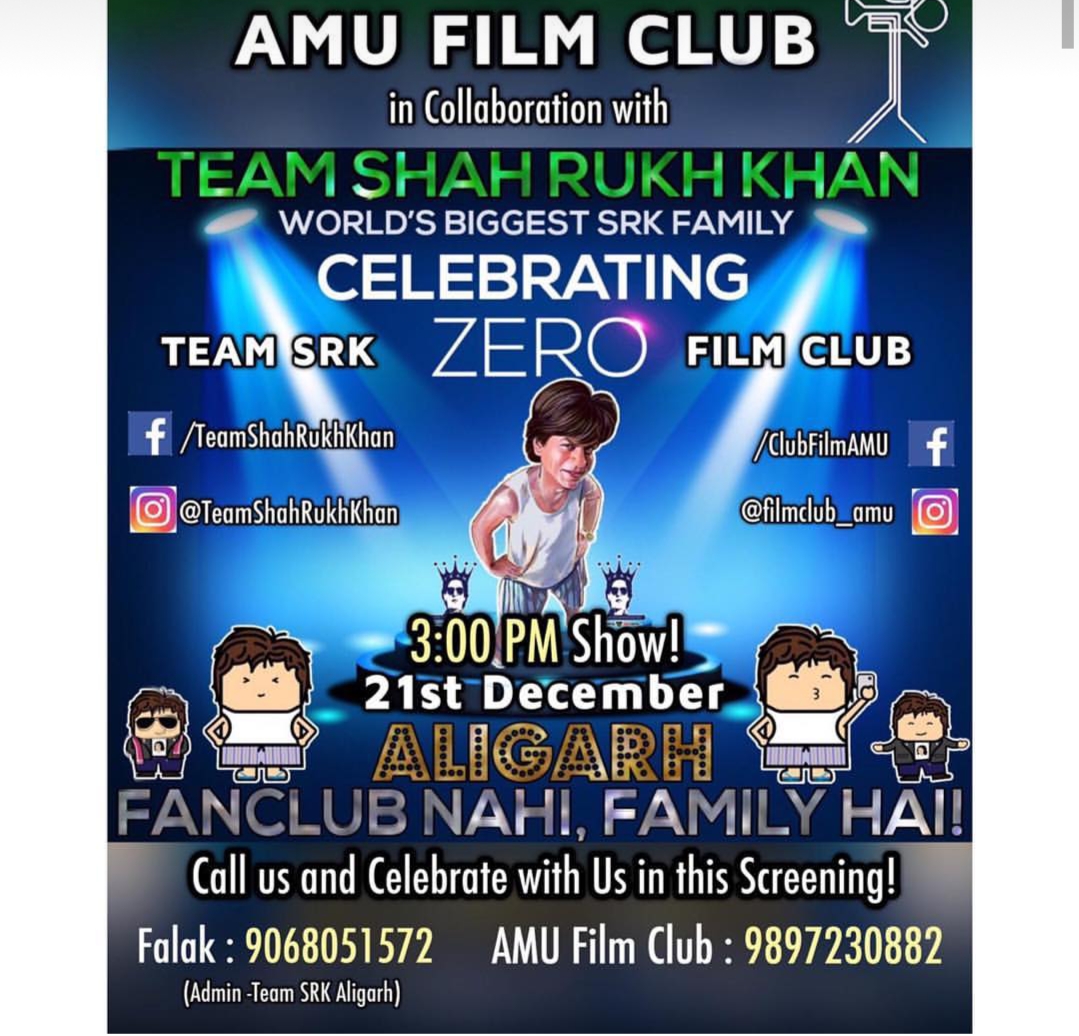 AMU FILM CLUB
in Collaboration with
TEAM SHAH RUKH KHAN
WORLD'S BIGGEST SRK FAMILY
CELEBRATING
ZERO
TEAM SRK
FILM CLUB
/TeamShahRukhKhan
/ClubFilmAMU
@TeamShahRukhKhan
@filmclub_amu
3:00 PM Show!
21st December
ALIGARH
FANCLUB NAHI, FAMILY HAI!
Call us and Celebrate with Us in this Screening!
Falak : 9068051572
AMU Film Club : 9897230882
(Admin -Team SRK Aligarh)